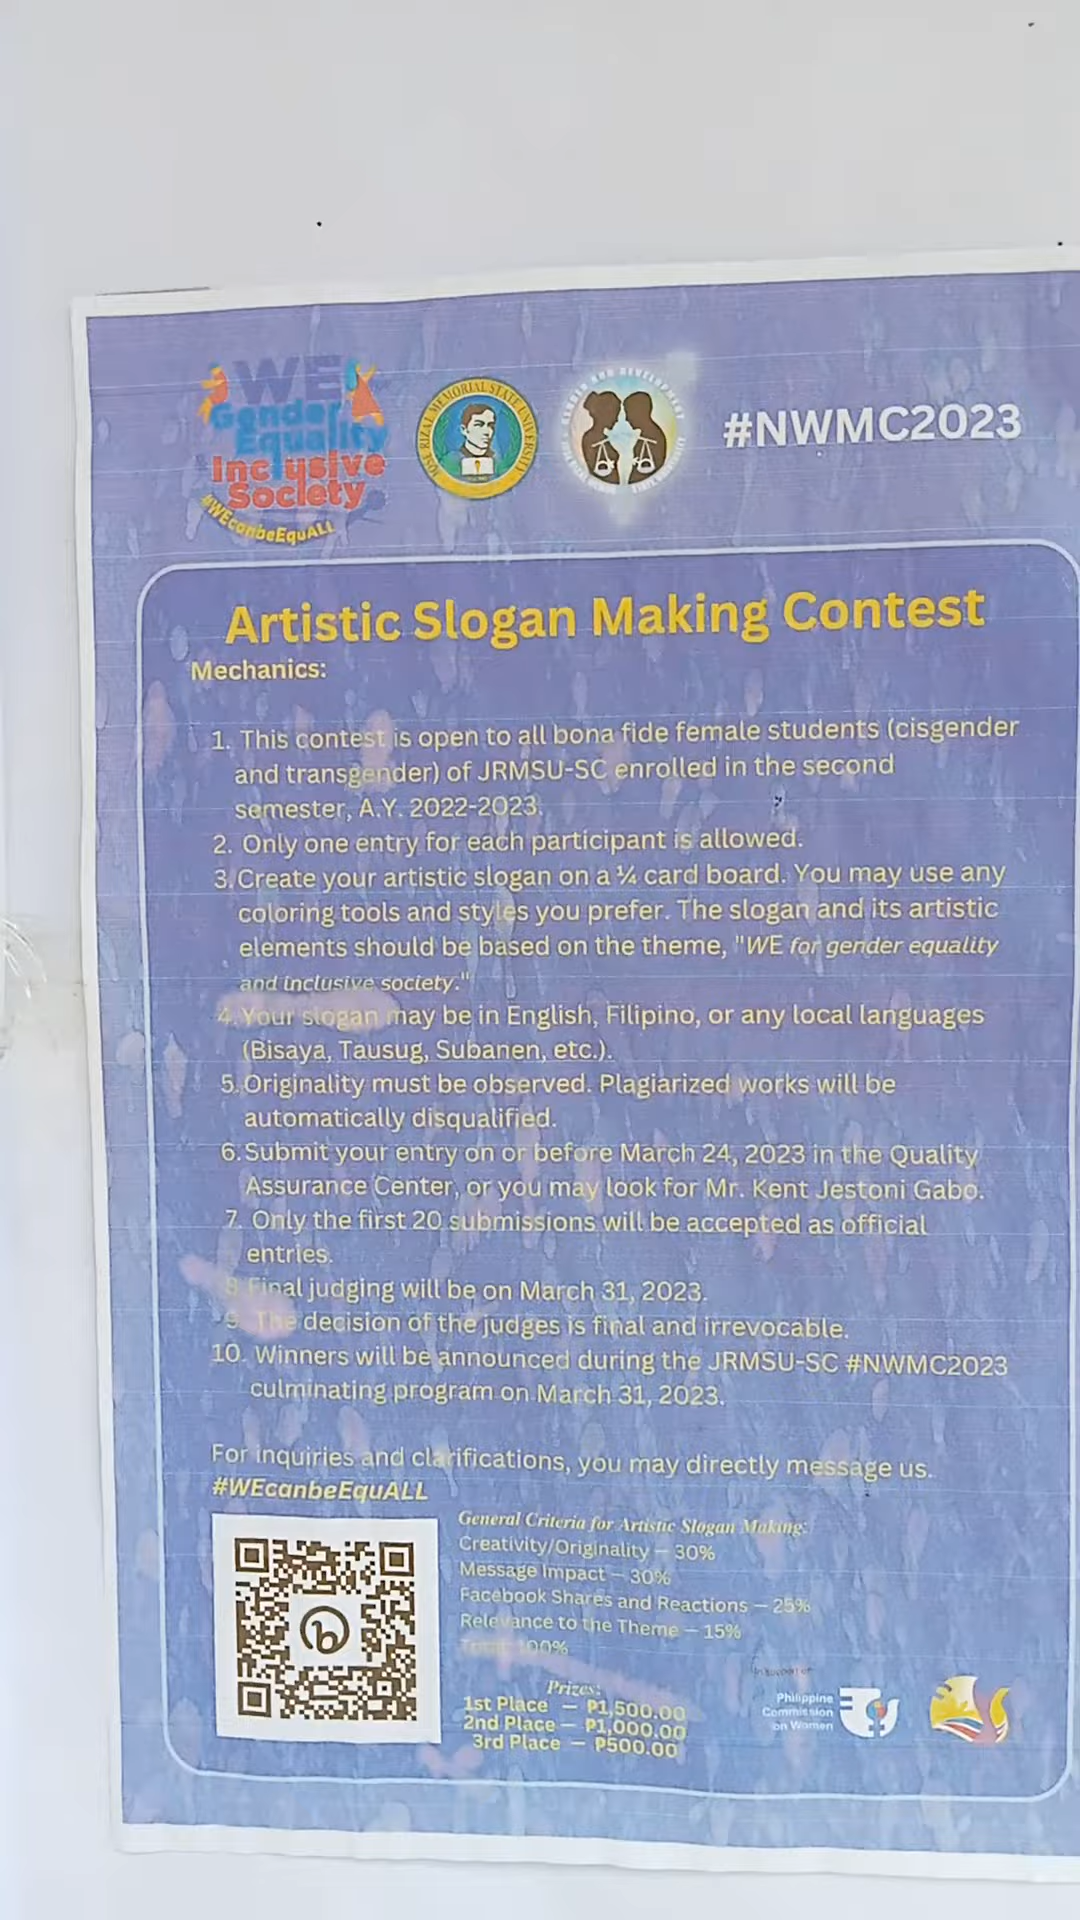 WE
Gender
Equality
Inclusive
Society
#WEcanbeEquALL
JOSE RIZAL MEMORIAL STATE UNIVERSITY
GENDER AND DEVELOPMENT
#NWMC2023
Artistic Slogan Making Contest
Mechanics:
1. This contest is open to all bona fide female students (cisgender
and transgender) of JRMSU-SC enrolled in the second
semester, A.Y. 2022-2023.
2. Only one entry for each participant is allowed.
3. Create your artistic slogan on a ¼ card board. You may use any
coloring tools and styles you prefer. The slogan and its artistic
elements should be based on the theme, "WE for gender equality
and inclusive society."
4. Your slogan may be in English, Filipino, or any local languages
(Bisaya, Tausug, Subanen, etc.).
5. Originality must be observed. Plagiarized works will be
automatically disqualified.
6. Submit your entry on or before March 24, 2023 in the Quality
Assurance Center, or you may look for Mr. Kent Jestoni Gabo.
7. Only the first 20 submissions will be accepted as official
entries.
8. Final judging will be on March 31, 2023.
9. The decision of the judges is final and irrevocable.
10. Winners will be announced during the JRMSU-SC #NWMC2023
culminating program on March 31, 2023.
For inquiries and clarifications, you may directly message us.
#WEcanbeEquALL
General Criteria for Artistic Slogan Making:
Creativity/Originality – 30%
Message Impact – 30%
Facebook Shares and Reactions – 25%
Relevance to the Theme – 15%
Total: 100%
Prizes:
1st Place – ₱1,500.00
2nd Place – ₱1,000.00
3rd Place – ₱500.00
In support of
Philippine
Commission
on Women